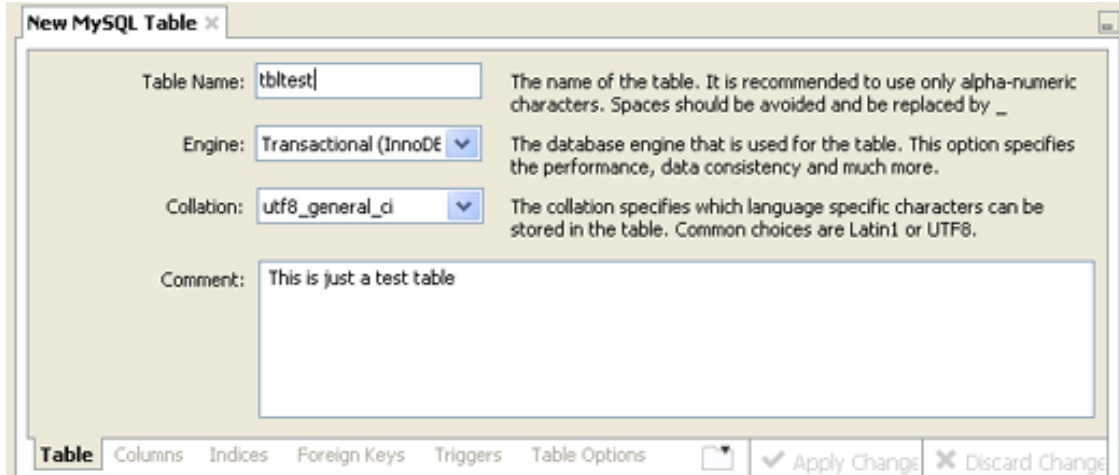 New MySQL Table
Table Name: tbltest
The name of the table. It is recommended to use only alpha-numeric
characters. Spaces should be avoided and be replaced by _
Engine: Transactional (InnoDE
The database engine that is used for the table. This option specifies
the performance, data consistency and much more.
Collation: utf8_general_ci
The collation specifies which language specific characters can be
stored in the table. Common choices are Latin1 or UTF8.
Comment: This is just a test table
Table Columns Indices Foreign Keys Triggers Table Options Apply Change Discard Change